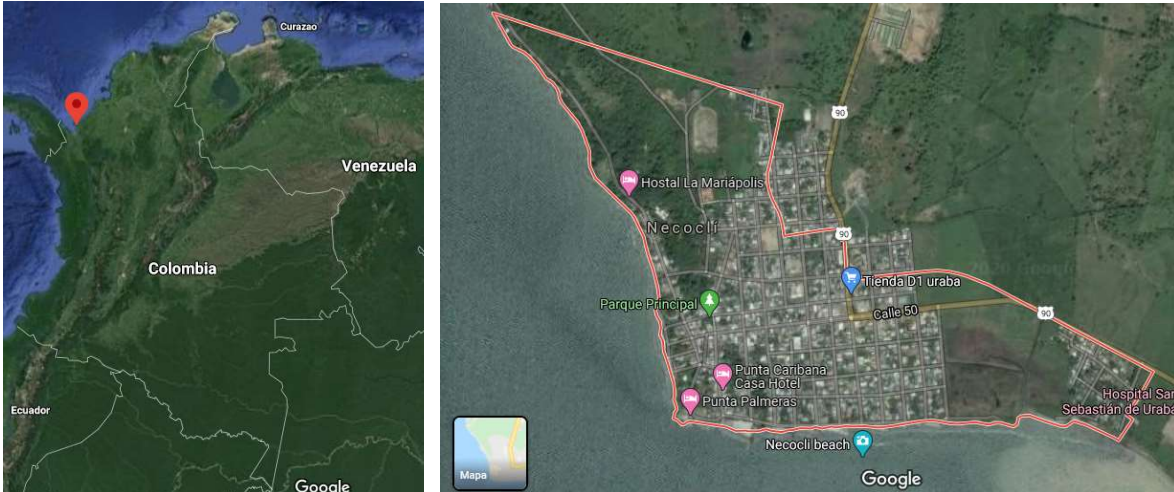 Curazao
Venezuela
Colombia
Ecuador
Google
90
Hostal La Mariápolis
Necoclí
90
Tienda D1 uraba
Parque Principal
Calle 50
90
Punta Caribana
Casa Hotel
Punta Palmeras
Hospital San
Sebastián de Uraba
Necocli beach
Mapa
Google